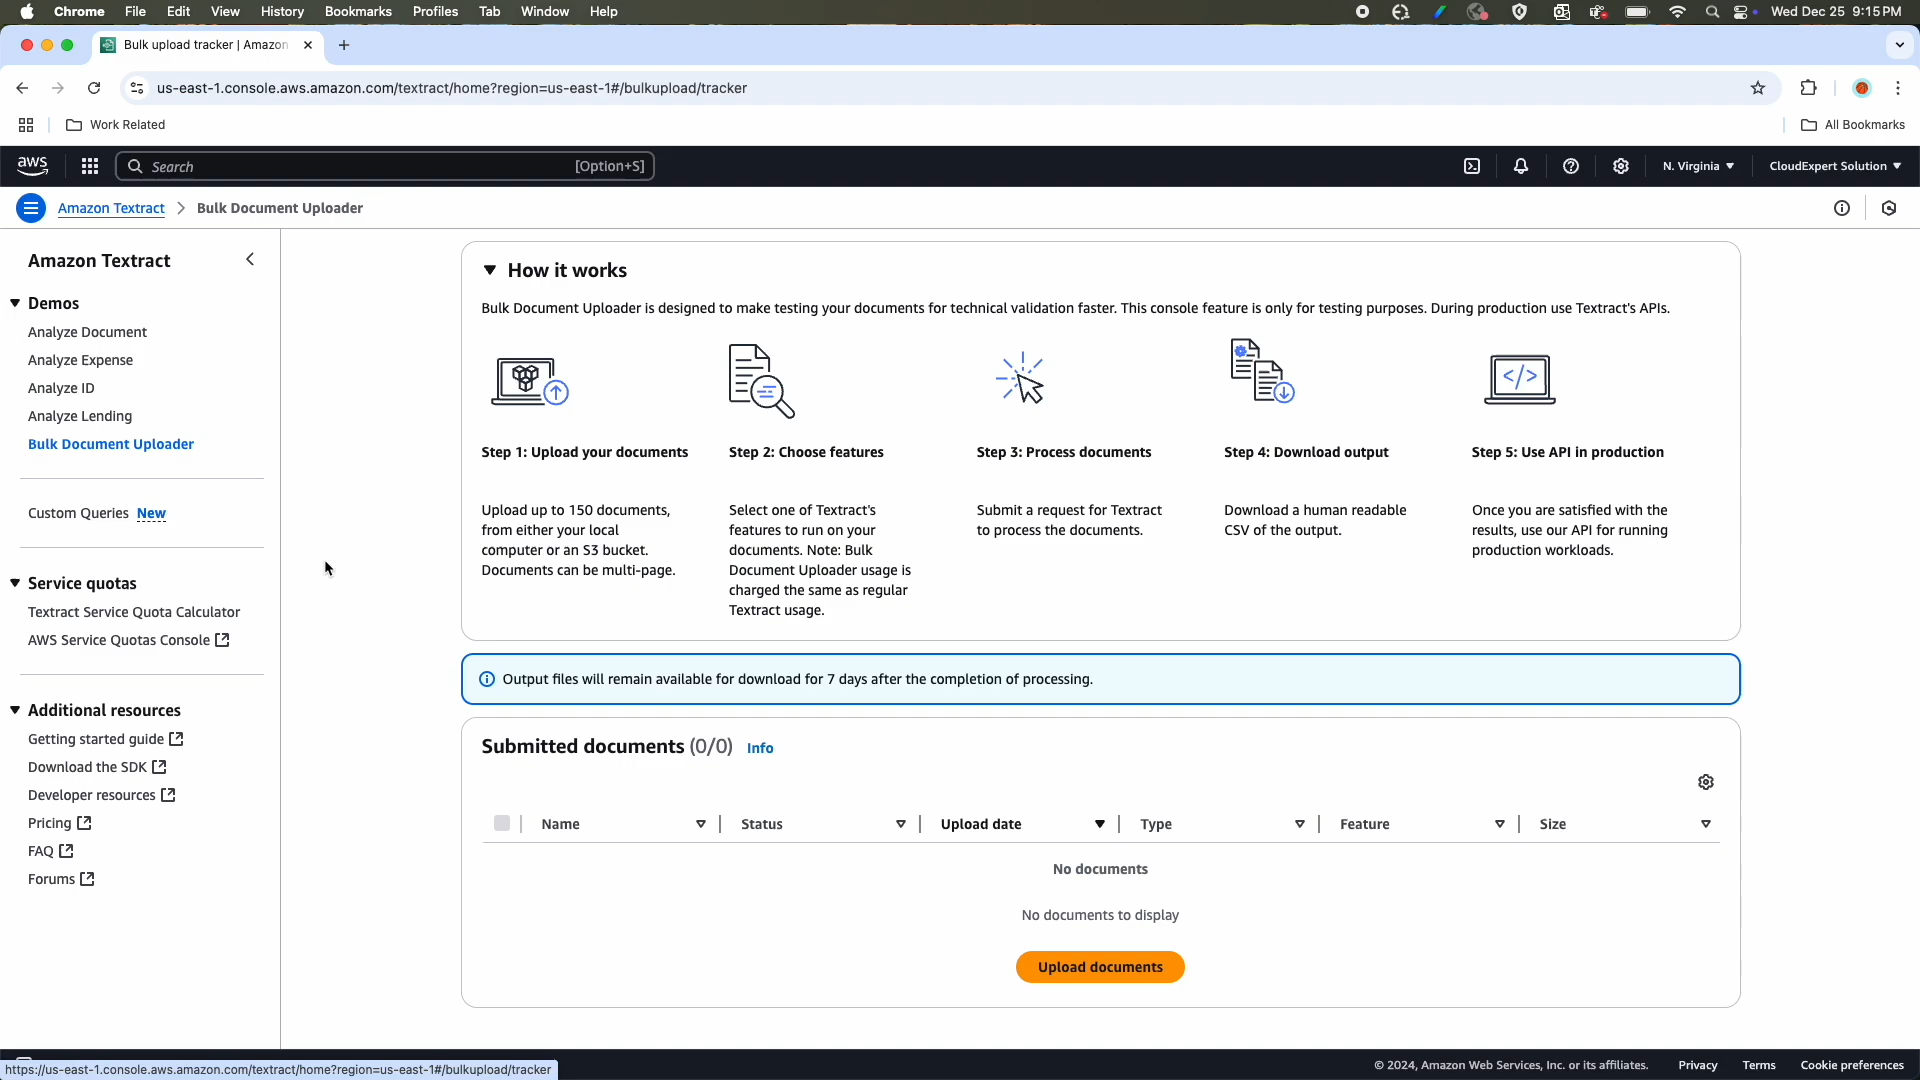 Chrome File Edit View History Bookmarks Profiles Tab Window Help Wed Dec 25 9:15 PM
Bulk upload tracker | Amazon
us-east-1.console.aws.amazon.com/textract/home?region=us-east-1#/bulkupload/tracker
Work Related All Bookmarks
aws Search [Option+S] N. Virginia CloudExpert Solution
Amazon Textract Bulk Document Uploader
Amazon Textract
Demos
Analyze Document
Analyze Expense
Analyze ID
Analyze Lending
Bulk Document Uploader
Custom Queries New
Service quotas
Textract Service Quota Calculator
AWS Service Quotas Console
Additional resources
Getting started guide
Download the SDK
Developer resources
Pricing
FAQ
Forums
How it works
Bulk Document Uploader is designed to make testing your documents for technical validation faster. This console feature is only for testing purposes. During production use Textract's APIs.
Step 1: Upload your documents
Upload up to 150 documents,
from either your local
computer or an S3 bucket.
Documents can be multi-page.
Step 2: Choose features
Select one of Textract's
features to run on your
documents. Note: Bulk
Document Uploader usage is
charged the same as regular
Textract usage.
Step 3: Process documents
Submit a request for Textract
to process the documents.
Step 4: Download output
Download a human readable
CSV of the output.
Step 5: Use API in production
Once you are satisfied with the
results, use our API for running
production workloads.
Output files will remain available for download for 7 days after the completion of processing.
Submitted documents (0/0) Info
Name Status Upload date Type Feature Size
No documents
No documents to display
Upload documents
https://us-east-1.console.aws.amazon.com/textract/home?region=us-east-1#/bulkupload/tracker
© 2024, Amazon Web Services, Inc. or its affiliates. Privacy Terms Cookie preferences